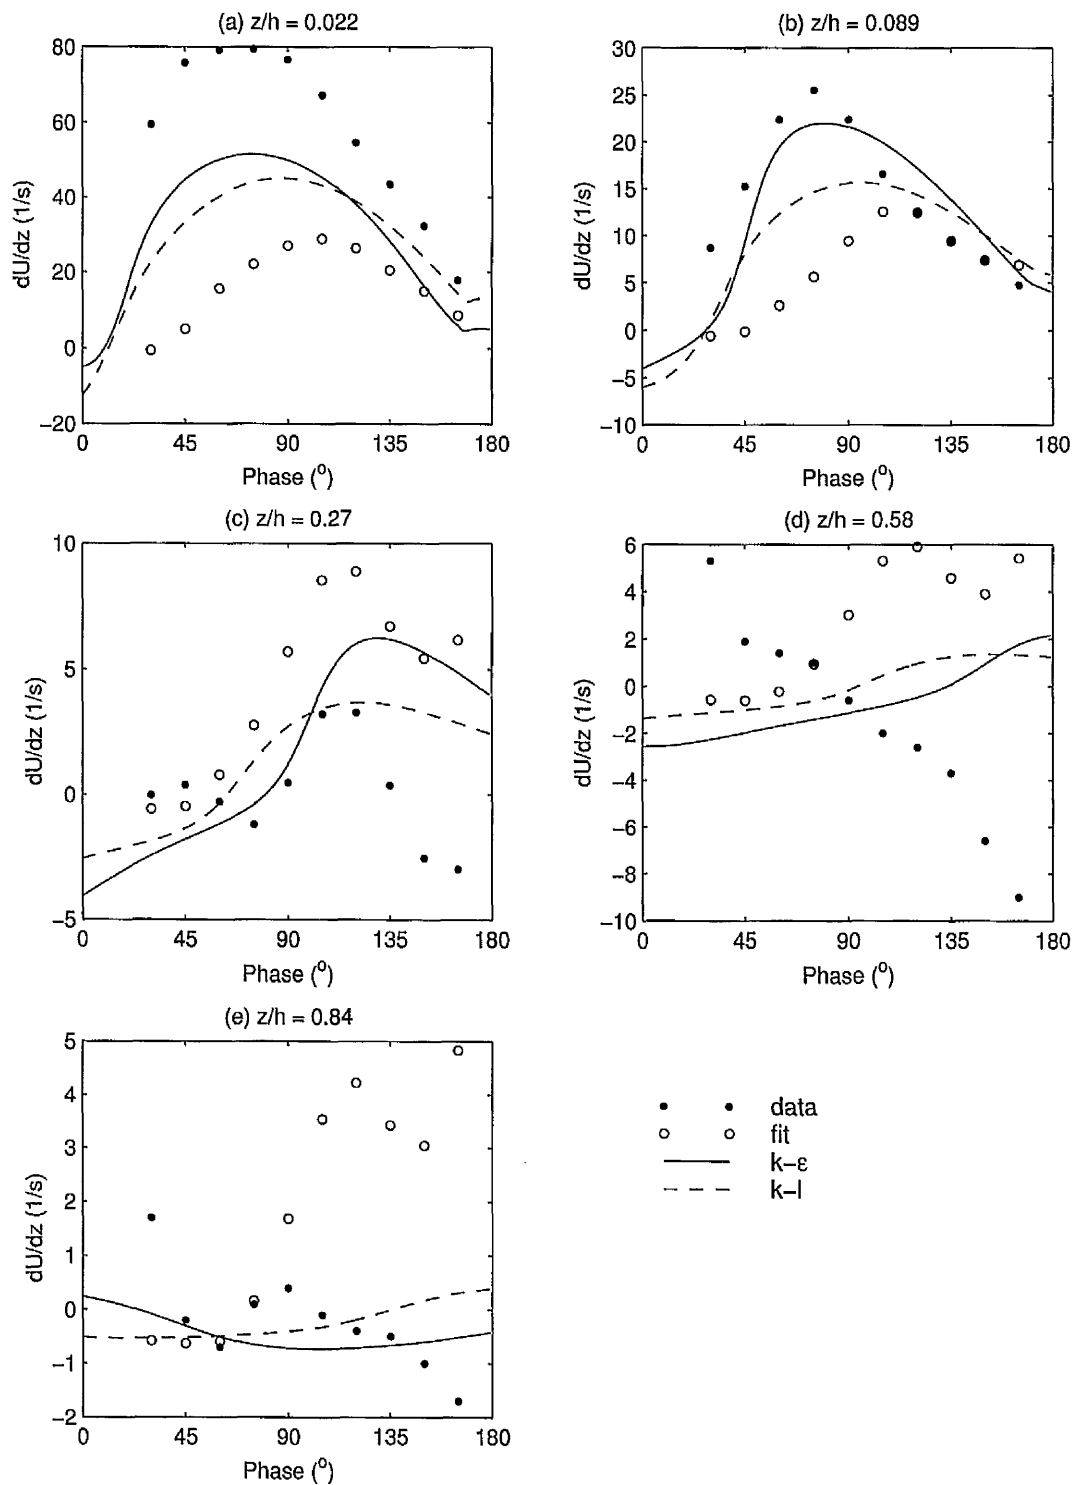 (a) z/h = 0.022
80
60
40
20
0
−20
dU/dz (1/s)
0 45 90 135 180
Phase (o)
(b) z/h = 0.089
30
25
20
15
10
5
0
−5
−10
dU/dz (1/s)
0 45 90 135 180
Phase (o)
(c) z/h = 0.27
10
5
0
−5
dU/dz (1/s)
0 45 90 135 180
Phase (o)
(d) z/h = 0.58
6
4
2
0
−2
−4
−6
−8
−10
dU/dz (1/s)
0 45 90 135 180
Phase (o)
(e) z/h = 0.84
5
4
3
2
1
0
−1
−2
dU/dz (1/s)
0 45 90 135 180
Phase (o)
data
fit
k−ε
k−l